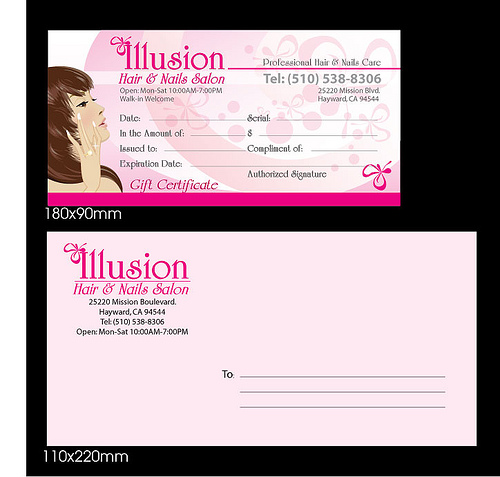 Illusion
Hair & Nails Salon
Open: Mon-Sat 10:00AM-7:00PM
Walk-in Welcome
Professional Hair & Nails Care
Tel: (510) 538-8306
25220 Mission Blvd.
Hayward, CA 94544
Date: Serial:
In the Amount of: $
Issued to: Compliment of:
Expiration Date:
Authorized Signature
Gift Certificate
180x90mm
Illusion
Hair & Nails Salon
25220 Mission Boulevard.
Hayward, CA 94544
Tel: (510) 538-8306
Open: Mon-Sat 10:00AM-7:00PM
To:
110x220mm